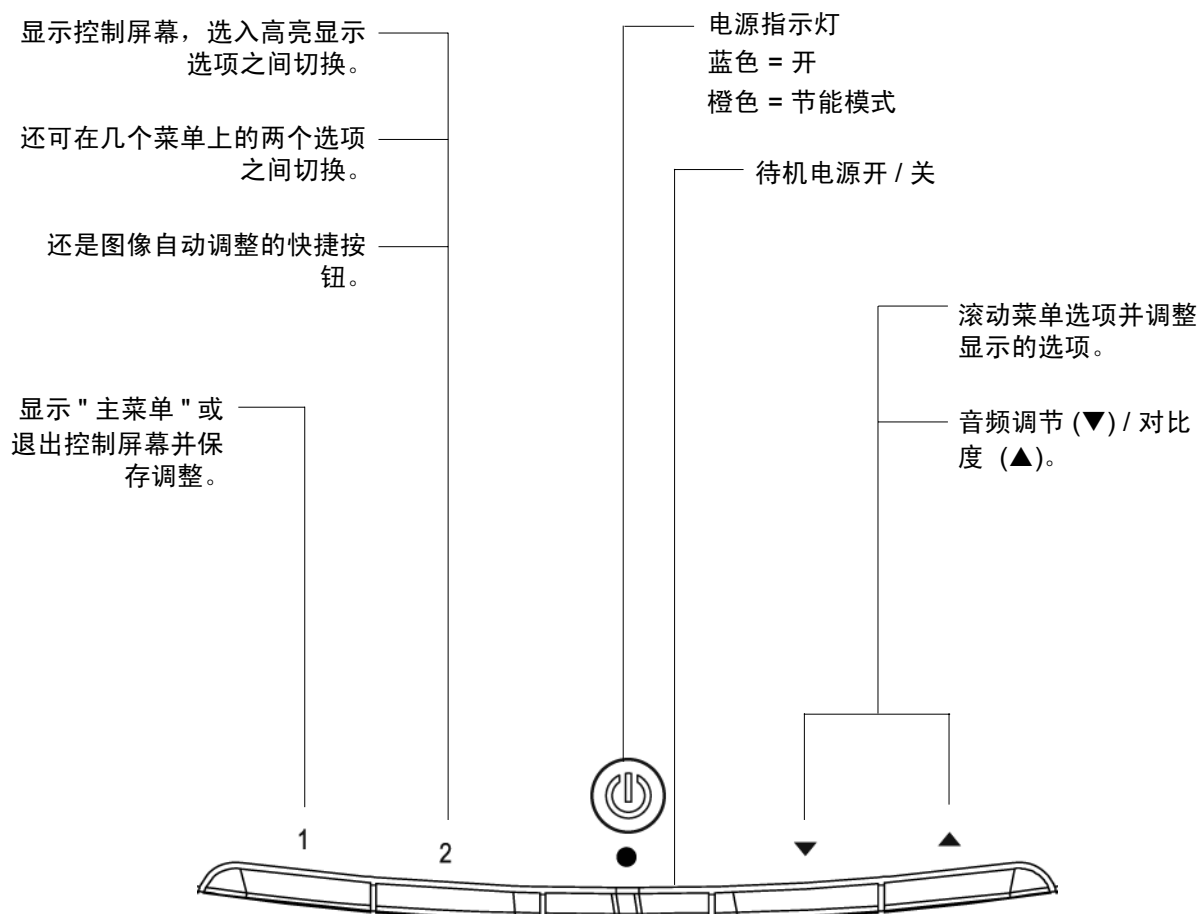 显示控制屏幕，选入高亮显示
选项之间切换。
还可在几个菜单上的两个选项
之间切换。
还是图像自动调整的快捷按
钮。
显示 " 主菜单 " 或
退出控制屏幕并保
存调整。
电源指示灯
蓝色 = 开
橙色 = 节能模式
待机电源开 / 关
滚动菜单选项并调整
显示的选项。
音频调节 (▼) / 对比
度 (▲)。
1
2
▼
▲